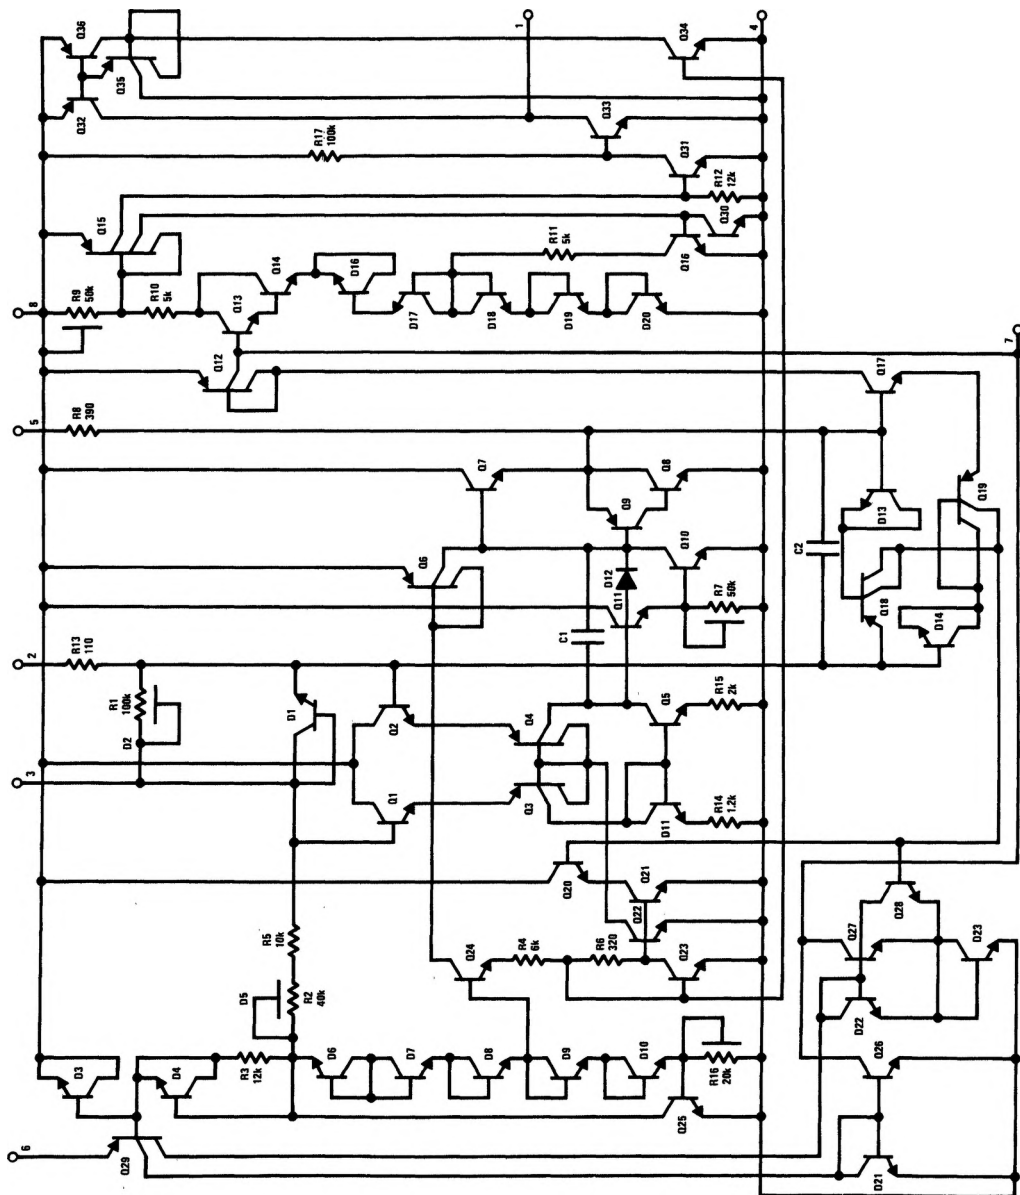 6
Q29
D21
D3
D4
R3
12k
D6
D7
D8
D9
D10
Q25
R16
20k
Q26
D5
R2
40k
R5
10k
Q24
R4
6k
R6
320
Q23
Q22
Q21
Q20
D22
Q27
Q28
D23
3
D2
R1
100k
D1
Q1
Q2
Q3
Q4
D11
R14
1.2k
Q5
R15
2k
2
R13
110
C1
Q6
Q11
D12
Q10
R7
50k
Q7
Q9
Q8
C2
Q18
D14
D13
Q19
Q17
7
5
R8
390
Q12
8
R9
50k
R10
5k
Q13
Q14
D16
D17
D18
D19
D20
Q15
R11
5k
Q16
Q30
R12
12k
Q31
R17
100k
Q33
Q32
Q35
Q36
1
Q34
4